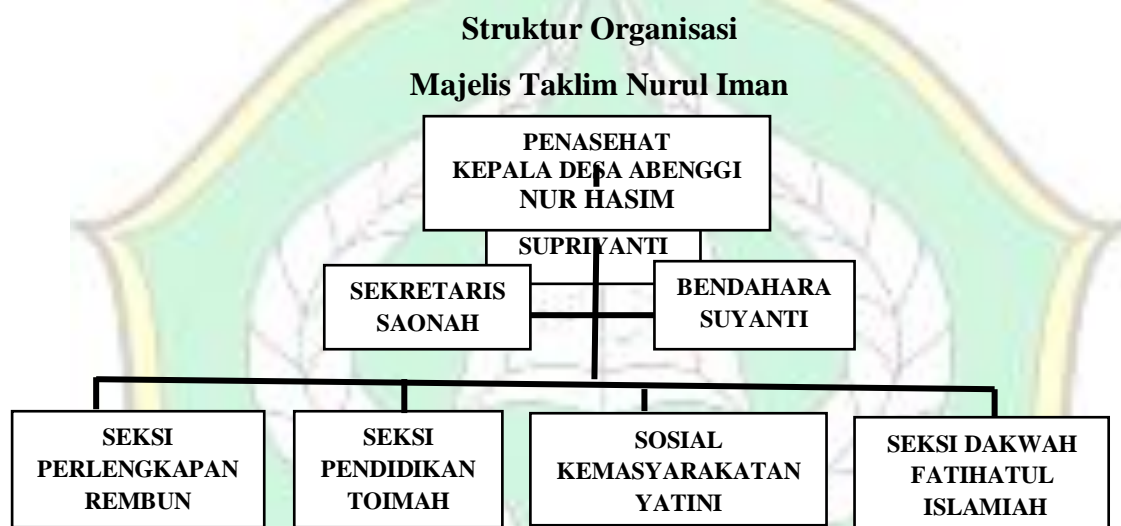 Struktur Organisasi
Majelis Taklim Nurul Iman
PENASEHAT
KEPALA DESA ABENGGI
NUR HASIM
SUPRIYANTI
SEKRETARIS
SAONAH
BENDAHARA
SUYANTI
SEKSI
PERLENGKAPAN
REMBUN
SEKSI
PENDIDIKAN
TOIMAH
SOSIAL
KEMASYARAKATAN
YATINI
SEKSI DAKWAH
FATIHATUL
ISLAMIAH